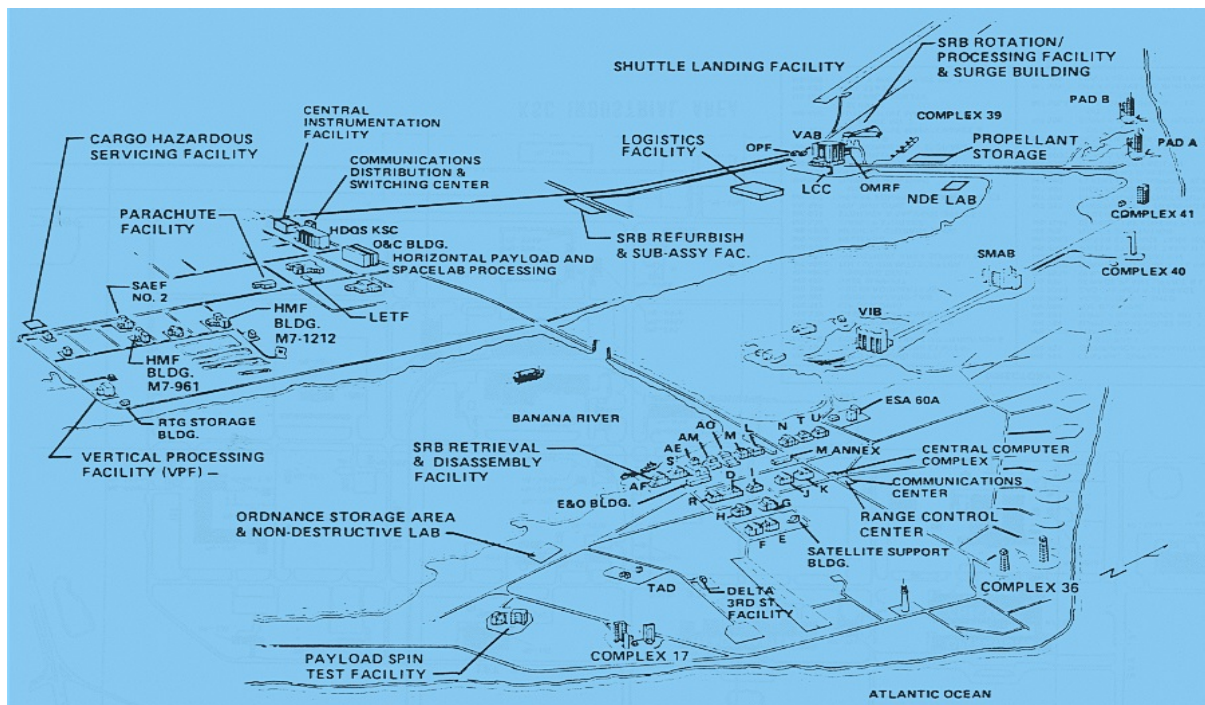 SRB ROTATION/
PROCESSING FACILITY
& SURGE BUILDING
SHUTTLE LANDING FACILITY
PAD B
CENTRAL
INSTRUMENTATION
FACILITY
COMPLEX 39
CARGO HAZARDOUS
SERVICING FACILITY
VAB
OPF
LOGISTICS
FACILITY
PROPELLANT
STORAGE
PAD A
COMMUNICATIONS
DISTRIBUTION &
SWITCHING CENTER
LCC
OMRF
NDE LAB
COMPLEX 41
PARACHUTE
FACILITY
HDQS KSC
O&C BLDG.
HORIZONTAL PAYLOAD AND
SPACELAB PROCESSING
SRB REFURBISH
& SUB-ASSY FAC.
SMAB
COMPLEX 40
SAEF
NO. 2
HMF
BLDG.
M7-1212
LETF
VIB
HMF
BLDG.
M7-961
RTG STORAGE
BLDG.
VERTICAL PROCESSING
FACILITY (VPF) —
BANANA RIVER
ESA 60A
N T U
L
M
AO
AM
AE
S
AF
SRB RETRIEVAL
& DISASSEMBLY
FACILITY
M ANNEX
CENTRAL COMPUTER
COMPLEX
COMMUNICATIONS
CENTER
E&O BLDG.
R
D
I
J
K
H
G
F
E
RANGE CONTROL
CENTER
SATELLITE SUPPORT
BLDG.
ORDNANCE STORAGE AREA
& NON-DESTRUCTIVE LAB
TAD
DELTA
3RD ST.
FACILITY
COMPLEX 36
N
PAYLOAD SPIN
TEST FACILITY
COMPLEX 17
ATLANTIC OCEAN